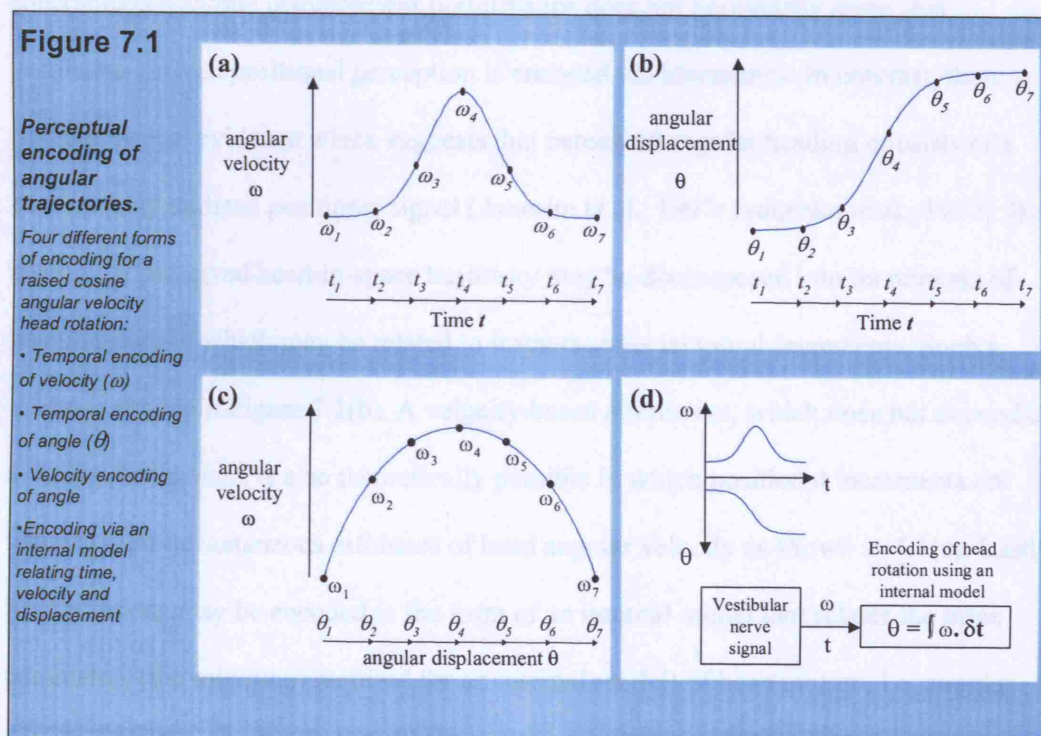 Figure 7.1
Perceptual
encoding of
angular
trajectories.
Four different forms
of encoding for a
raised cosine
angular velocity
head rotation:
• Temporal encoding
of velocity (ω)
• Temporal encoding
of angle (θ)
• Velocity encoding
of angle
•Encoding via an
internal model
relating time,
velocity and
displacement
(a)
angular
velocity
ω
ω1 ω2 ω3 ω4 ω5 ω6 ω7
t1 t2 t3 t4 t5 t6 t7
Time t
(b)
angular
displacement
θ
θ1 θ2 θ3 θ4 θ5 θ6 θ7
t1 t2 t3 t4 t5 t6 t7
Time t
(c)
angular
velocity
ω
ω1 ω2 ω3 ω4 ω5 ω6 ω7
θ1 θ2 θ3 θ4 θ5 θ6 θ7
angular displacement θ
(d)
ω
t
θ
Vestibular
nerve
signal
ω
t
Encoding of head
rotation using an
internal model
θ = ∫ ω. δt